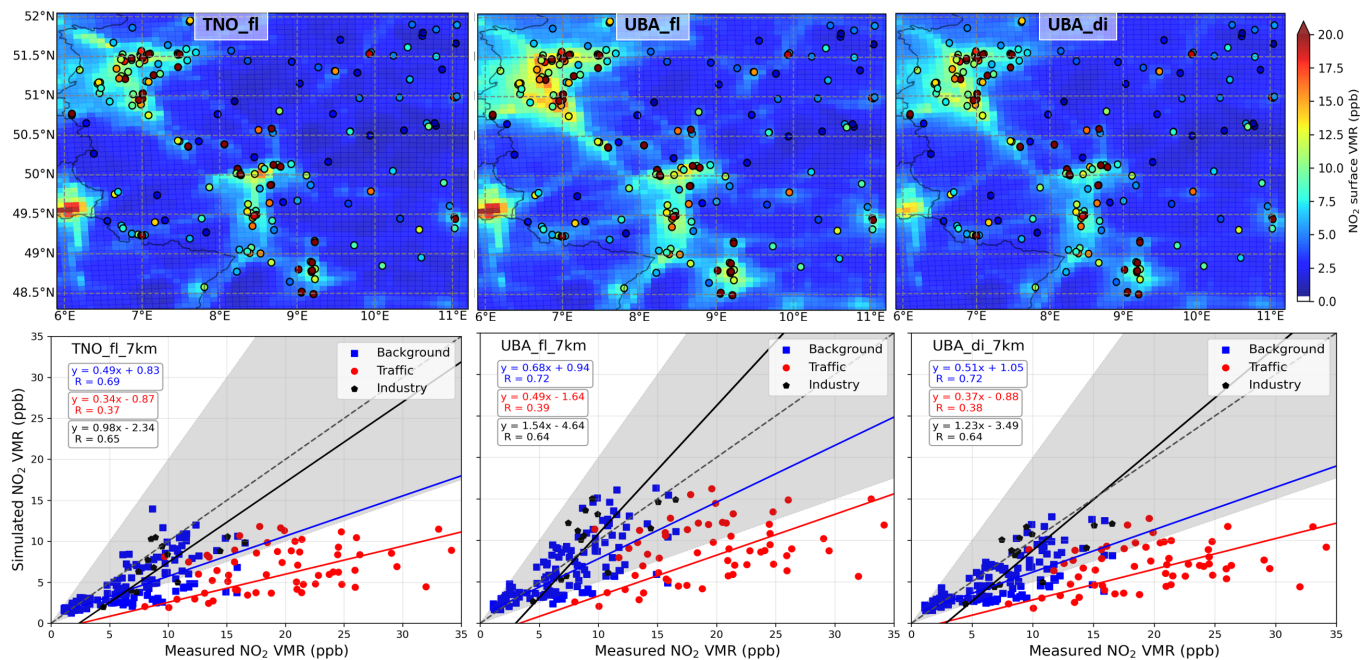 TNO_fl
UBA_fl
UBA_di
52°N
51.5°N
51°N
50.5°N
50°N
49.5°N
49°N
48.5°N
6°E
7°E
8°E
9°E
10°E
11°E
6°E
7°E
8°E
9°E
10°E
11°E
6°E
7°E
8°E
9°E
10°E
11°E
20.0
17.5
15.0
12.5
10.0
7.5
5.0
2.5
0.0
NO₂ surface VMR (ppb)
TNO_fl_7km
y = 0.49x + 0.83
R = 0.69
y = 0.34x - 0.87
R = 0.37
y = 0.98x - 2.34
R = 0.65
Background
Traffic
Industry
Simulated NO₂ VMR (ppb)
35
30
25
20
15
10
5
0
0
5
10
15
20
25
30
35
Measured NO₂ VMR (ppb)
UBA_fl_7km
y = 0.68x + 0.94
R = 0.72
y = 0.49x - 1.64
R = 0.39
y = 1.54x - 4.64
R = 0.64
Background
Traffic
Industry
0
5
10
15
20
25
30
35
Measured NO₂ VMR (ppb)
UBA_di_7km
y = 0.51x + 1.05
R = 0.72
y = 0.37x - 0.88
R = 0.38
y = 1.23x - 3.49
R = 0.64
Background
Traffic
Industry
0
5
10
15
20
25
30
35
Measured NO₂ VMR (ppb)